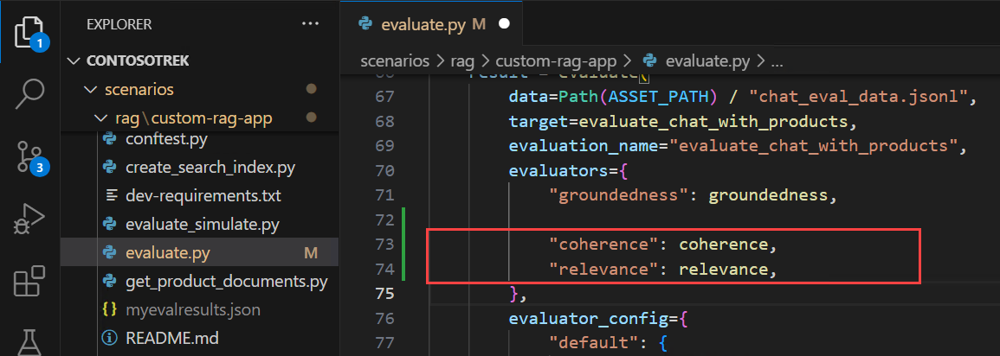 EXPLORER
...
CONTOSOTREK
scenarios
rag\custom-rag-app
conftest.py
create_search_index.py
dev-requirements.txt
evaluate_simulate.py
evaluate.py M
get_product_documents.py
{} myevalresults.json
README.md
1
3
evaluate.py M
scenarios > rag > custom-rag-app > evaluate.py > ...
66 result = evaluate(
67 data=Path(ASSET_PATH) / "chat_eval_data.jsonl",
68 target=evaluate_chat_with_products,
69 evaluation_name="evaluate_chat_with_products",
70 evaluators={
71 "groundedness": groundedness,
72
73 "coherence": coherence,
74 "relevance": relevance,
75 },
76 evaluator_config={
77 "default": {